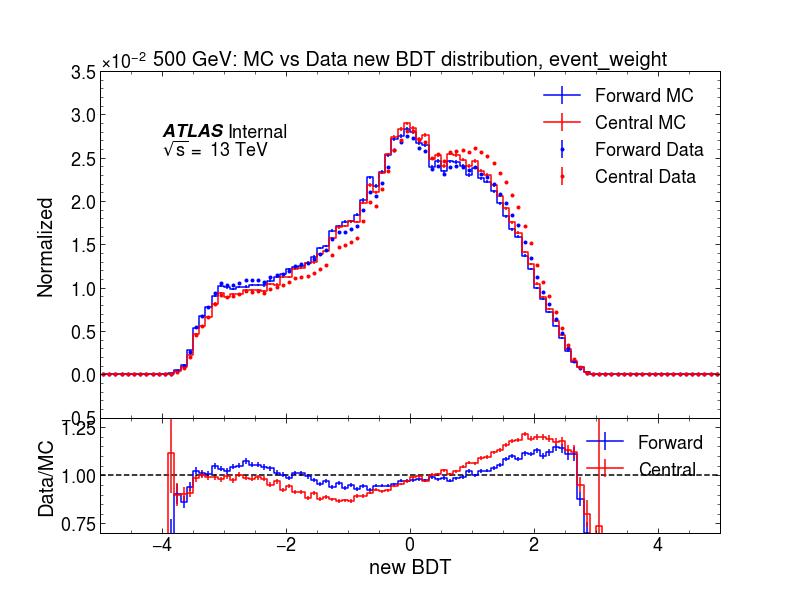 ×10⁻² 500 GeV: MC vs Data new BDT distribution, event_weight
3.5
3.0
2.5
2.0
1.5
1.0
0.5
0.0
0.5
Normalized
ATLAS Internal
√s = 13 TeV
Forward MC
Central MC
Forward Data
Central Data
1.25
1.00
0.75
Data/MC
Forward
Central
−4
−2
0
2
4
new BDT